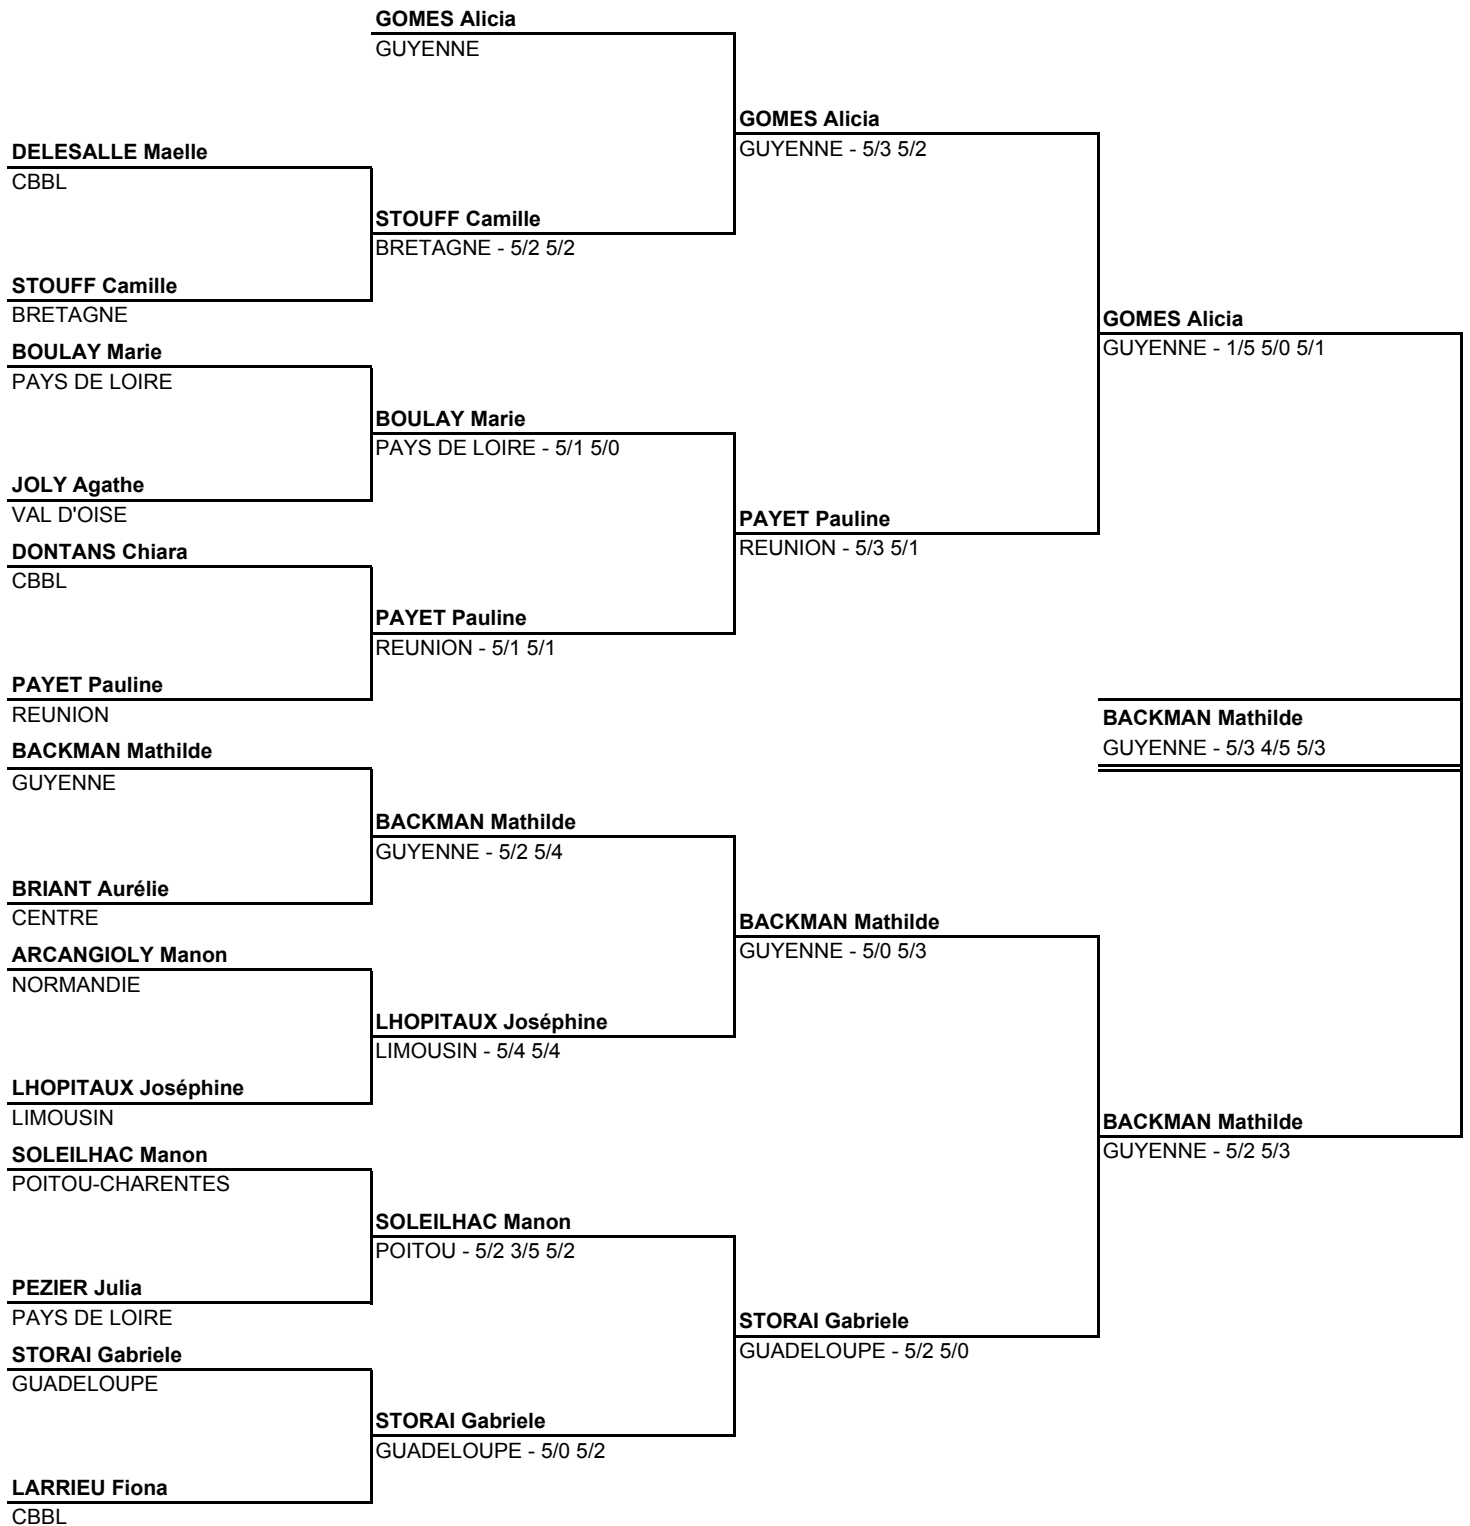 GOMES Alicia
GUYENNE
GOMES Alicia
GUYENNE - 5/3 5/2
DELESALLE Maelle
CBBL
STOUFF Camille
BRETAGNE - 5/2 5/2
STOUFF Camille
BRETAGNE
GOMES Alicia
GUYENNE - 1/5 5/0 5/1
BOULAY Marie
PAYS DE LOIRE
BOULAY Marie
PAYS DE LOIRE - 5/1 5/0
JOLY Agathe
VAL D'OISE
PAYET Pauline
REUNION - 5/3 5/1
DONTANS Chiara
CBBL
PAYET Pauline
REUNION - 5/1 5/1
PAYET Pauline
REUNION
BACKMAN Mathilde
GUYENNE - 5/3 4/5 5/3
BACKMAN Mathilde
GUYENNE
BACKMAN Mathilde
GUYENNE - 5/2 5/4
BRIANT Aurélie
CENTRE
BACKMAN Mathilde
GUYENNE - 5/0 5/3
ARCANGIOLY Manon
NORMANDIE
LHOPITAUX Joséphine
LIMOUSIN - 5/4 5/4
LHOPITAUX Joséphine
LIMOUSIN
BACKMAN Mathilde
GUYENNE - 5/2 5/3
SOLEILHAC Manon
POITOU-CHARENTES
SOLEILHAC Manon
POITOU - 5/2 3/5 5/2
PEZIER Julia
PAYS DE LOIRE
STORAI Gabriele
GUADELOUPE - 5/2 5/0
STORAI Gabriele
GUADELOUPE
STORAI Gabriele
GUADELOUPE - 5/0 5/2
LARRIEU Fiona
CBBL